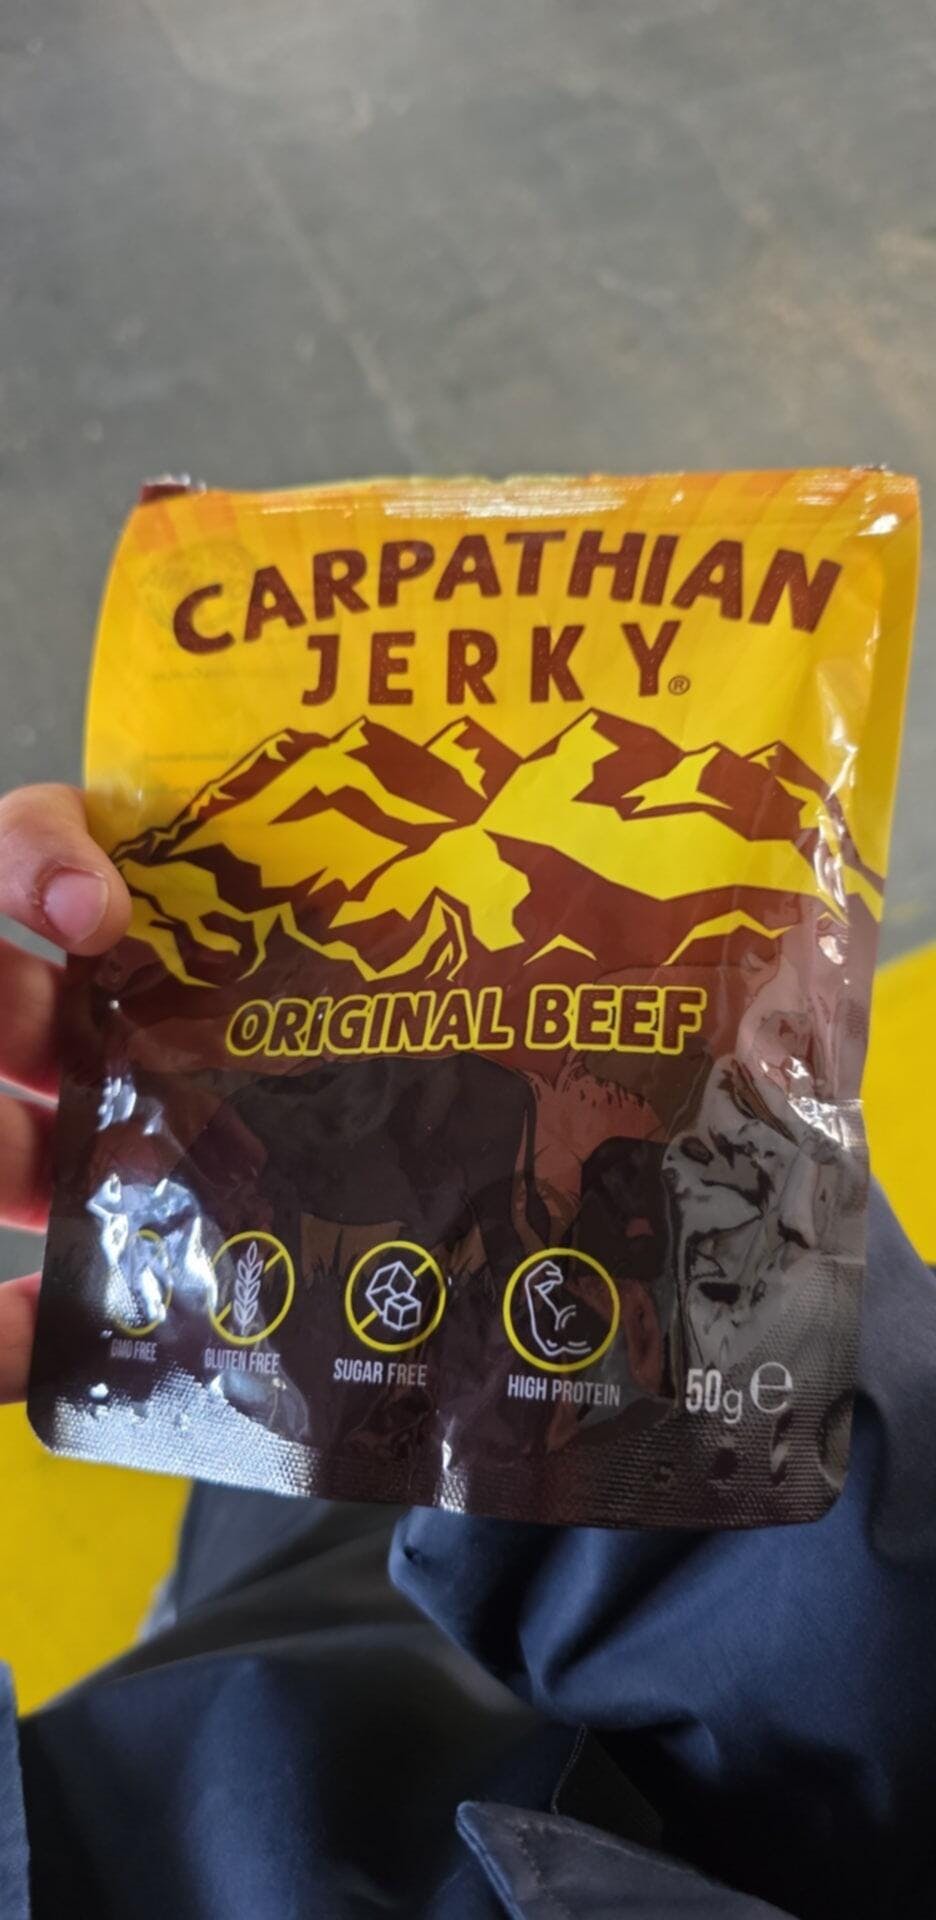 CARPATHIAN
JERKY®
ORIGINAL BEEF
GMO FREE
GLUTEN FREE
SUGAR FREE
HIGH PROTEIN
50g ℮